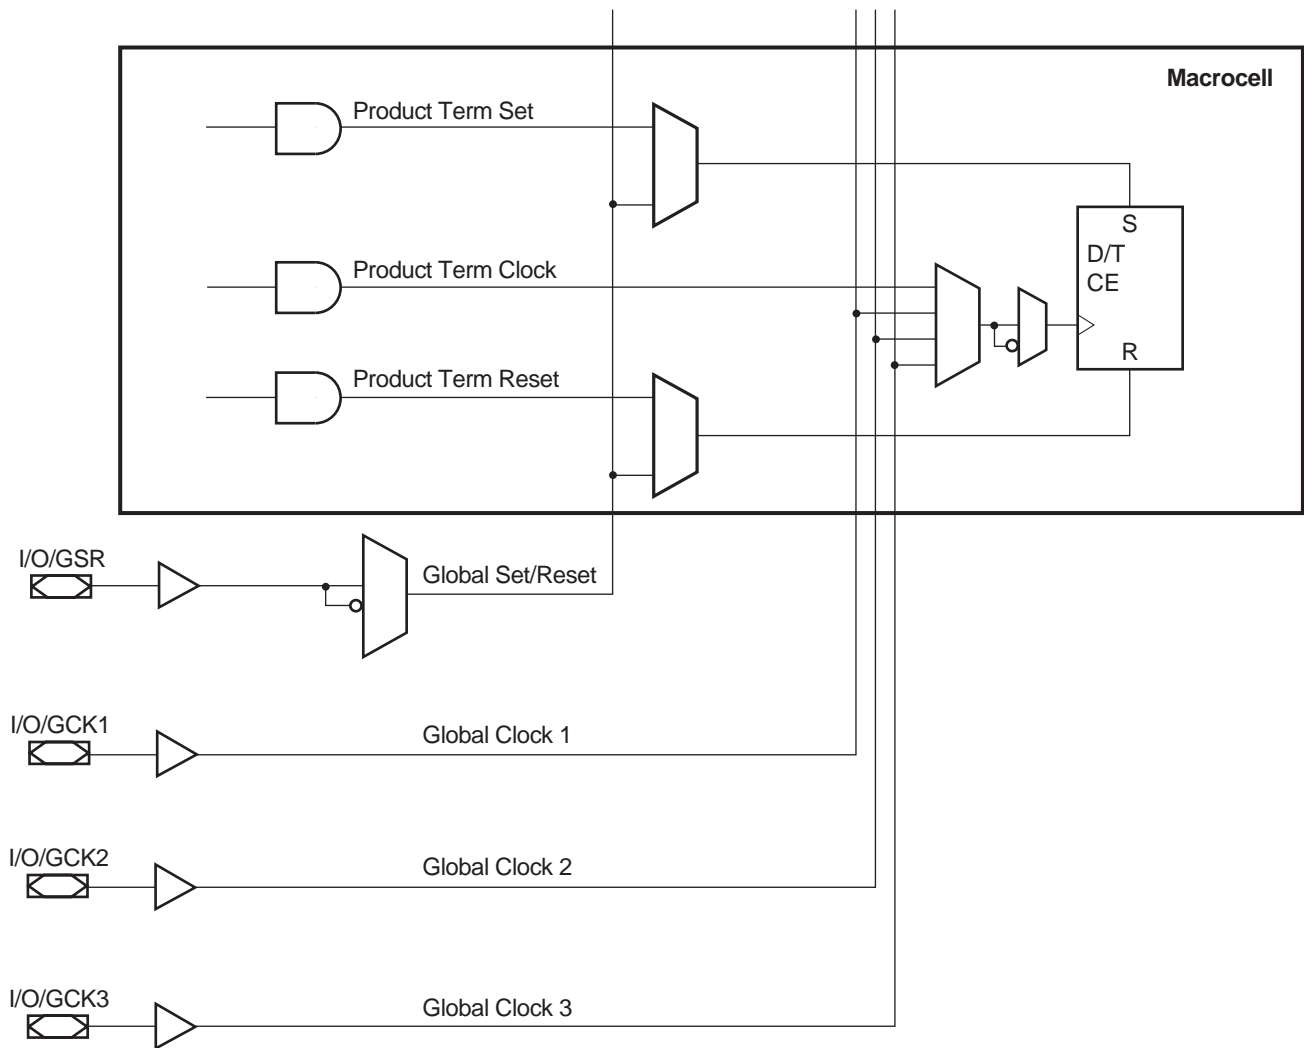 Macrocell
Product Term Set
S
D/T
Product Term Clock
CE
R
Product Term Reset
I/O/GSR
Global Set/Reset
I/O/GCK1
Global Clock 1
I/O/GCK2
Global Clock 2
I/O/GCK3
Global Clock 3